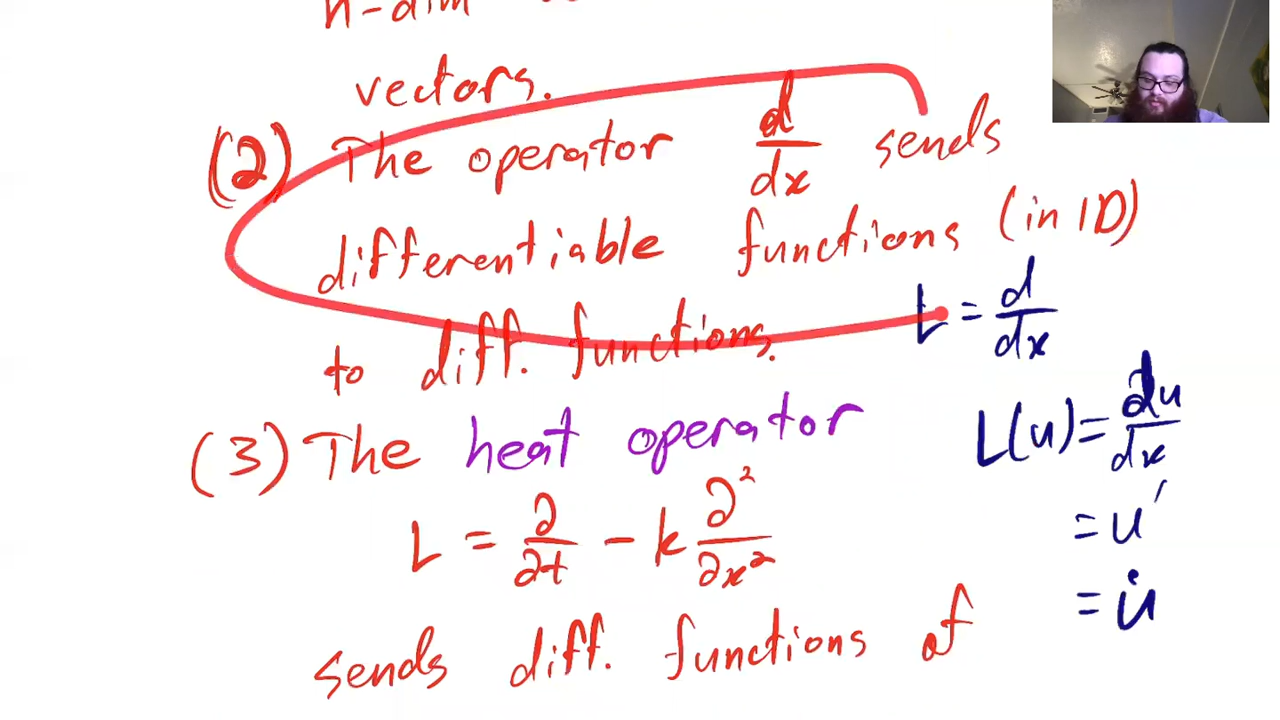 n-dim
vectors.
(2) The operator d/dx sends
differentiable functions (in 1D)
to diff. functions.
L = d/dx
L(u) = du/dx
= u′
= u̇
(3) The heat operator
L = ∂/∂t - k ∂²/∂x²
sends diff. functions of